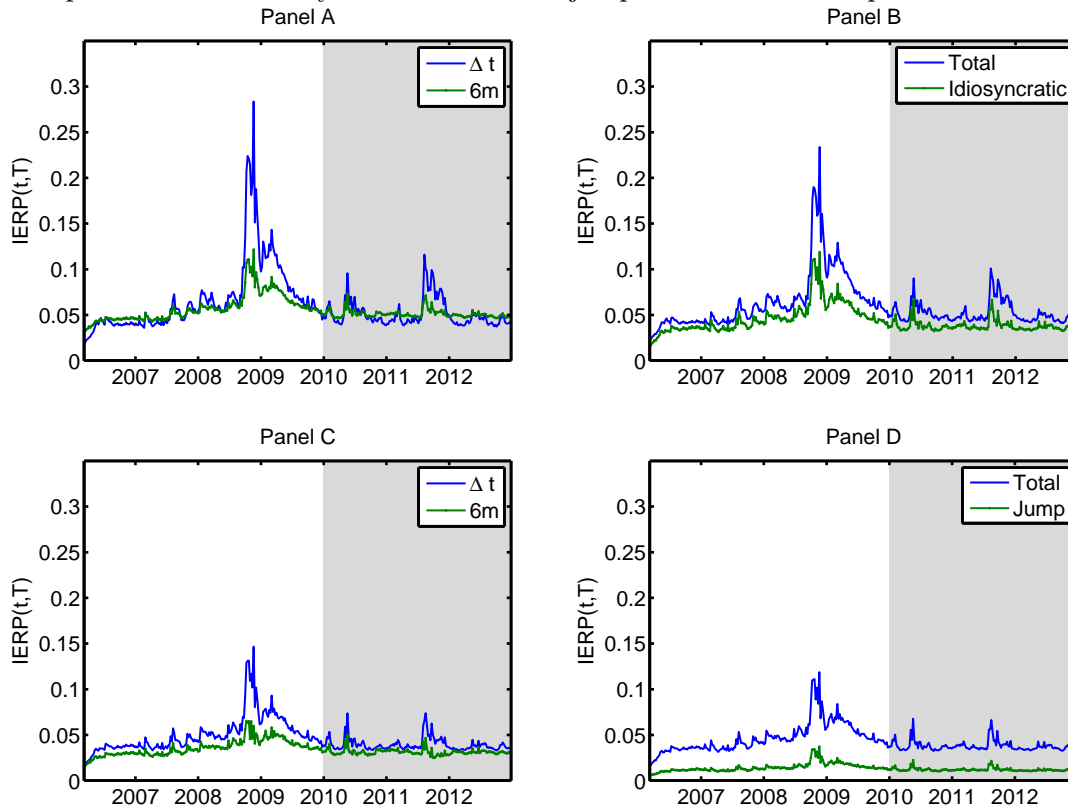 Panel A
Panel B
IERP(t,T)
0.3
0.25
0.2
0.15
0.1
0.05
0
2007 2008 2009 2010 2011 2012
Δ t
6m
IERP(t,T)
0.3
0.25
0.2
0.15
0.1
0.05
0
2007 2008 2009 2010 2011 2012
Total
Idiosyncratic
Panel C
Panel D
IERP(t,T)
0.3
0.25
0.2
0.15
0.1
0.05
0
2007 2008 2009 2010 2011 2012
Δ t
6m
IERP(t,T)
0.3
0.25
0.2
0.15
0.1
0.05
0
2007 2008 2009 2010 2011 2012
Total
Jump